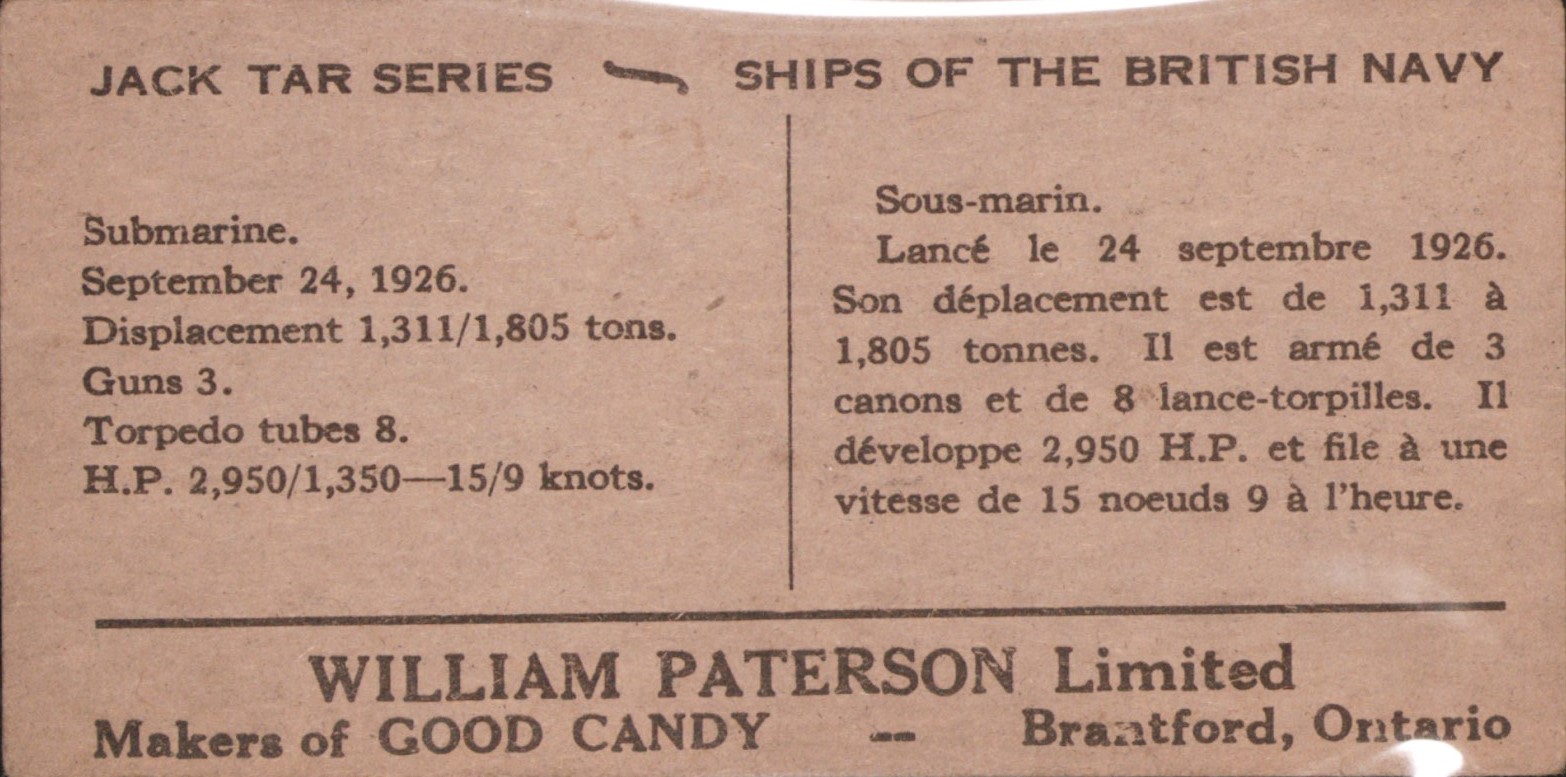 JACK TAR SERIES — SHIPS OF THE BRITISH NAVY
Submarine.
September 24, 1926.
Displacement 1,311/1,805 tons.
Guns 3.
Torpedo tubes 8.
H.P. 2,950/1,350—15/9 knots.
Sous-marin.
Lancé le 24 septembre 1926.
Son déplacement est de 1,311 à
1,805 tonnes. Il est armé de 3
canons et de 8 lance-torpilles. Il
développe 2,950 H.P. et file à une
vitesse de 15 noeuds 9 à l'heure.
WILLIAM PATERSON Limited
Makers of GOOD CANDY -- Brantford, Ontario